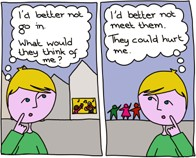 I'd better not
go in.
What would
they think of
me?
I'd better not
meet them.
They could hurt
me.